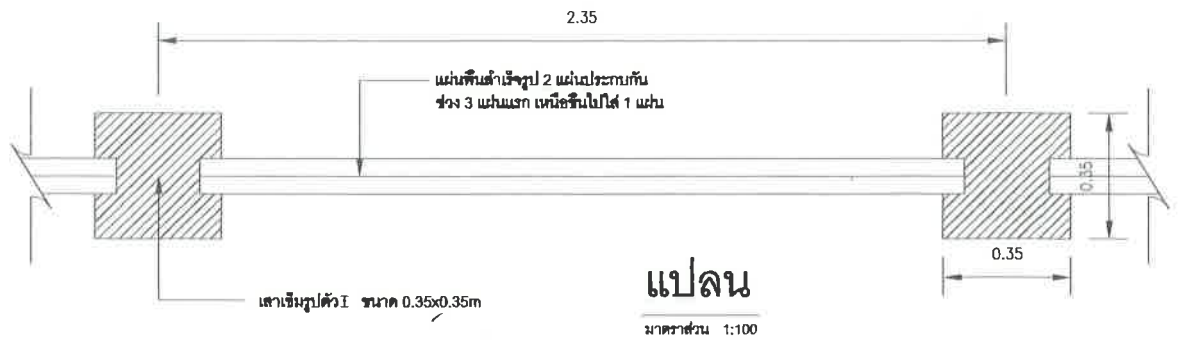 2.35
แผ่นพื้นสำเร็จรูป 2 แผ่นประกบกัน
ช่วง 3 แผ่นแรก เหนือขึ้นไปใส่ 1 แผ่น
0.35
0.35
เสาเข็มรูปตัว I ขนาด 0.35x0.35m
แปลน
มาตราส่วน 1:100